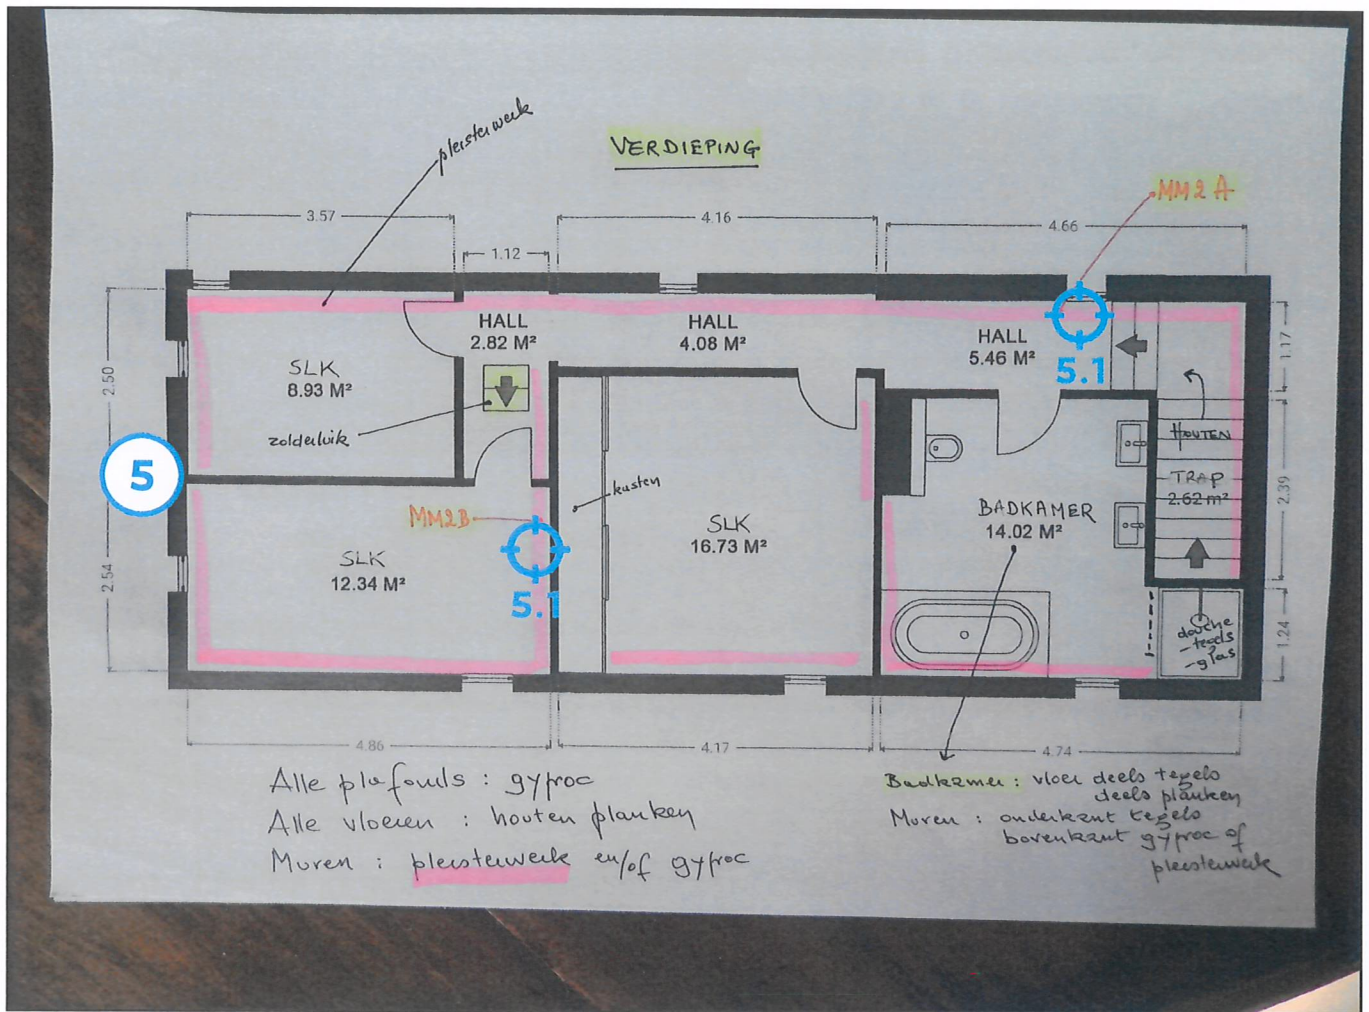 pleisterwerk
VERDIEPING
MM2A
3.57
4.16
4.66
1.12
HALL
2.82 M²
HALL
4.08 M²
HALL
5.46 M²
5.1
1.17
2.50
SLK
8.93 M²
zolderluik
HOUTEN
TRAP
2.62 m²
2.39
5
MM2B
kasten
SLK
16.73 M²
BADKAMER
14.02 M²
SLK
12.34 M²
2.54
5.1
douche
-tegels
-glas
1.24
4.86
4.17
4.74
Alle plafonds : gyproc
Alle vloeren : houten planken
Muren : pleisterwerk en/of gyproc
Badkamer : vloer deels tegels
deels planken
Muren : onderkant tegels
bovenkant gyproc of
pleisterwerk